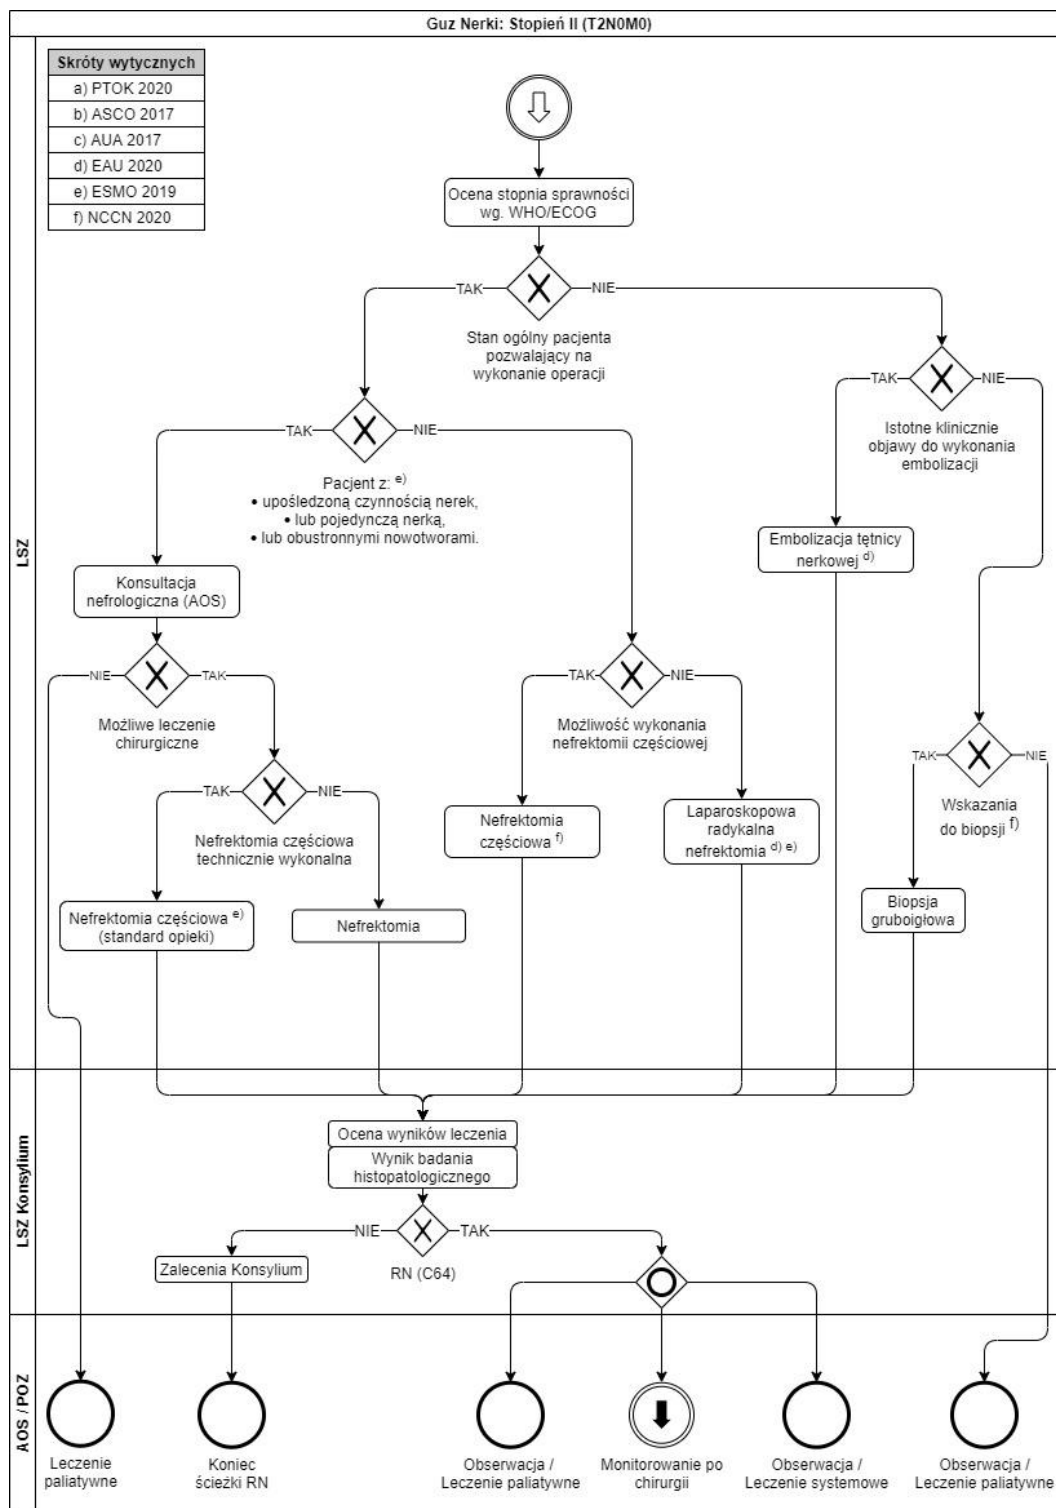 Guz Nerki: Stopień II (T2N0M0)
Skróty wytycznych
a) PTOK 2020
b) ASCO 2017
c) AUA 2017
d) EAU 2020
e) ESMO 2019
f) NCCN 2020
LSZ
Ocena stopnia sprawności
wg. WHO/ECOG
TAK
NIE
Stan ogólny pacjenta
pozwalający na
wykonanie operacji
TAK
NIE
Istotne klinicznie
objawy do wykonania
embolizacji
TAK
NIE
Pacjent z: e)
• upośledzoną czynnością nerek,
• lub pojedynczą nerką,
• lub obustronnymi nowotworami.
Embolizacja tętnicy
nerkowej d)
Konsultacja
nefrologiczna (AOS)
NIE
TAK
Możliwe leczenie
chirurgiczne
TAK
NIE
Możliwość wykonania
nefrektomii częściowej
TAK
NIE
Wskazania
do biopsji f)
TAK
NIE
Nefrektomia częściowa
technicznie wykonalna
Nefrektomia
częściowa f)
Laparoskopowa
radykalna
nefrektomia d) e)
Nefrektomia częściowa e)
(standard opieki)
Nefrektomia
Biopsja
gruboigłowa
LSZ Konsylium
Ocena wyników leczenia
Wynik badania
histopatologicznego
NIE
TAK
RN (C64)
Zalecenia Konsylium
AOS / POZ
Leczenie
paliatywne
Koniec
ścieżki RN
Obserwacja /
Leczenie paliatywne
Monitorowanie po
chirurgii
Obserwacja /
Leczenie systemowe
Obserwacja /
Leczenie paliatywne